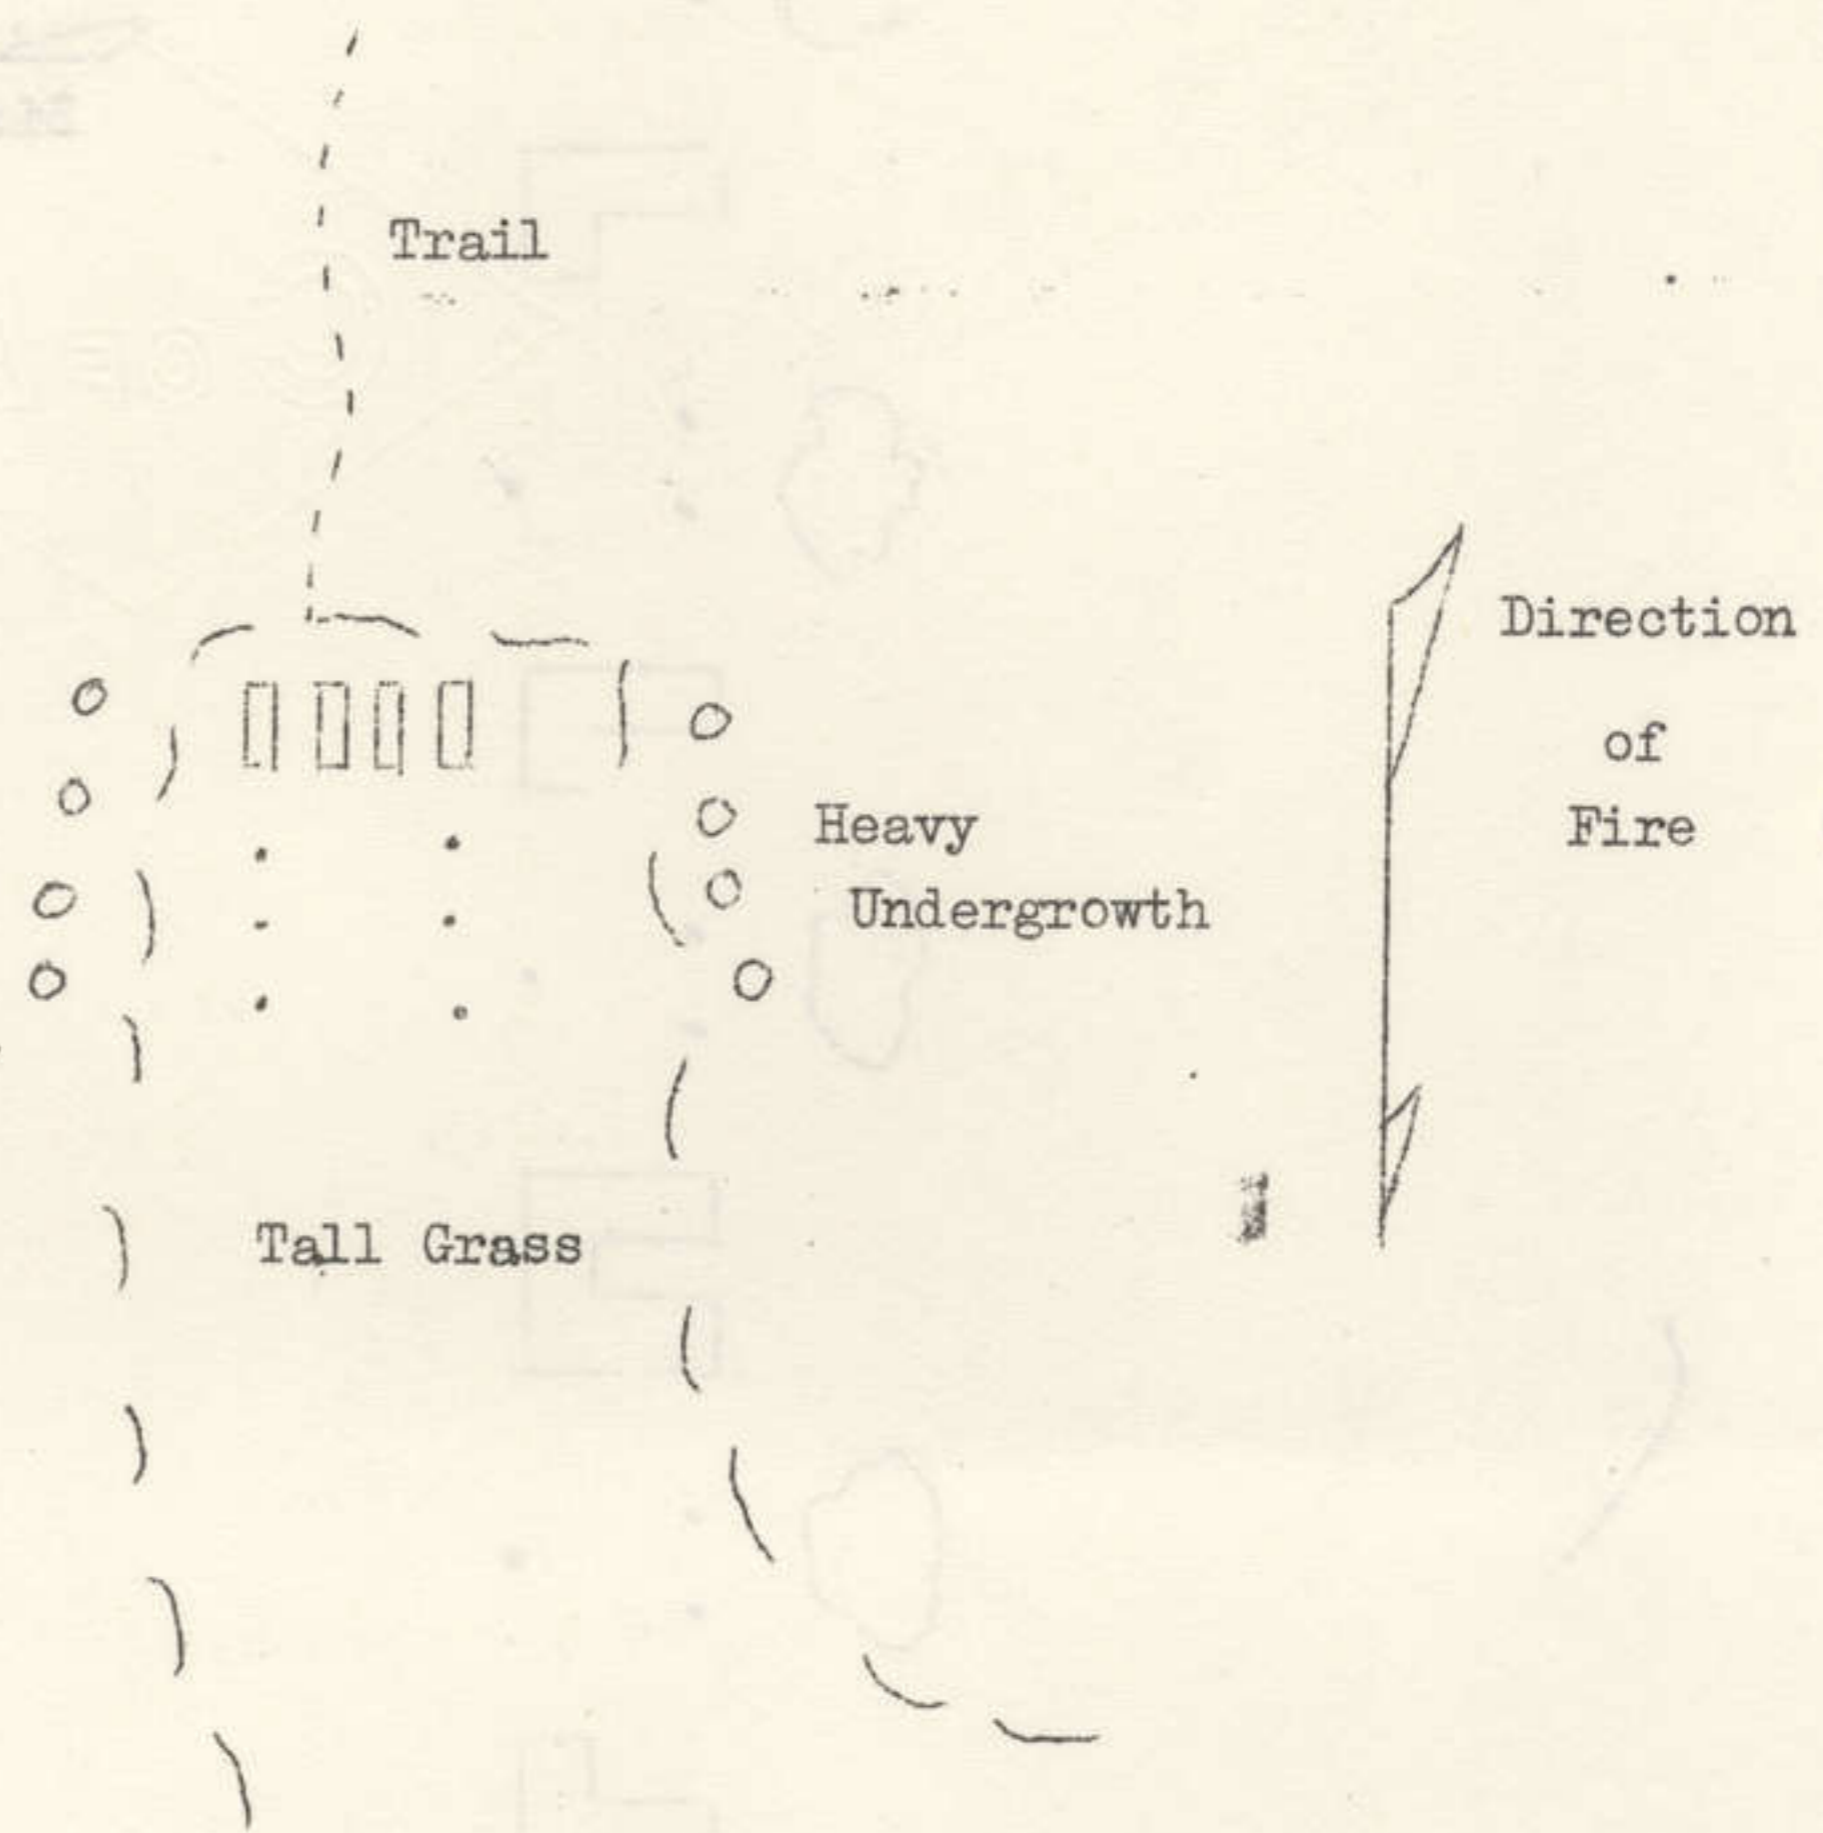 Trail
Direction
of
Fire
Heavy
Undergrowth
Tall Grass